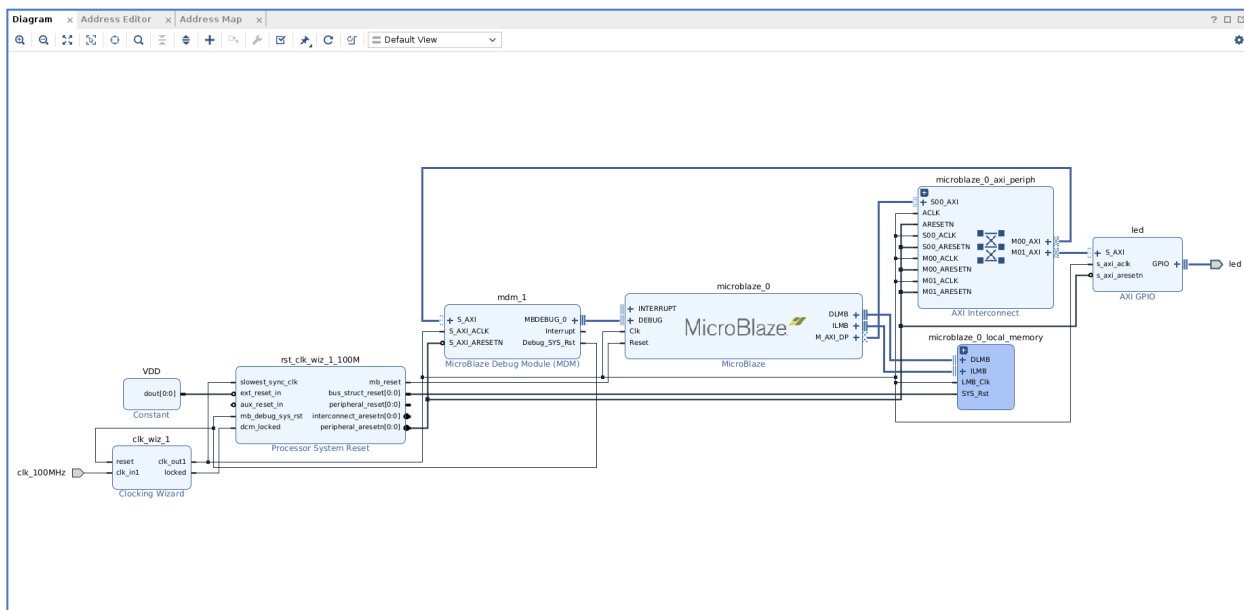 Diagram × Address Editor × Address Map ×
Default View
microblaze_0_axi_periph
S00_AXI
ACLK
ARESETN
S00_ACLK
S00_ARESETN
M00_ACLK
M00_ARESETN
M01_ACLK
M01_ARESETN
M00_AXI
M01_AXI
AXI Interconnect
led
S_AXI
s_axi_aclk
s_axi_aresetn
GPIO
AXI GPIO
led
mdm_1
S_AXI
S_AXI_ACLK
S_AXI_ARESETN
MBDEBUG_0
Interrupt
Debug_SYS_Rst
MicroBlaze Debug Module (MDM)
microblaze_0
INTERRUPT
DEBUG
Clk
Reset
MicroBlaze
DLMB
ILMB
M_AXI_DP
MicroBlaze
microblaze_0_local_memory
DLMB
ILMB
LMB_Clk
SYS_Rst
rst_clk_wiz_1_100M
slowest_sync_clk
ext_reset_in
aux_reset_in
mb_debug_sys_rst
dcm_locked
mb_reset
bus_struct_reset[0:0]
peripheral_reset[0:0]
interconnect_aresetn[0:0]
peripheral_aresetn[0:0]
Processor System Reset
VDD
dout[0:0]
Constant
clk_wiz_1
reset
clk_in1
clk_out1
locked
Clocking Wizard
clk_100MHz